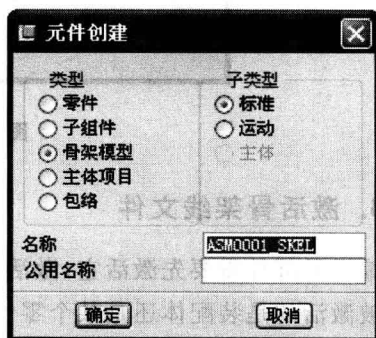 元件创建
类型
子类型
零件
标准
子组件
运动
骨架模型
主体
主体项目
包络
名称
ASM0001_SKEL
公用名称
确定
取消